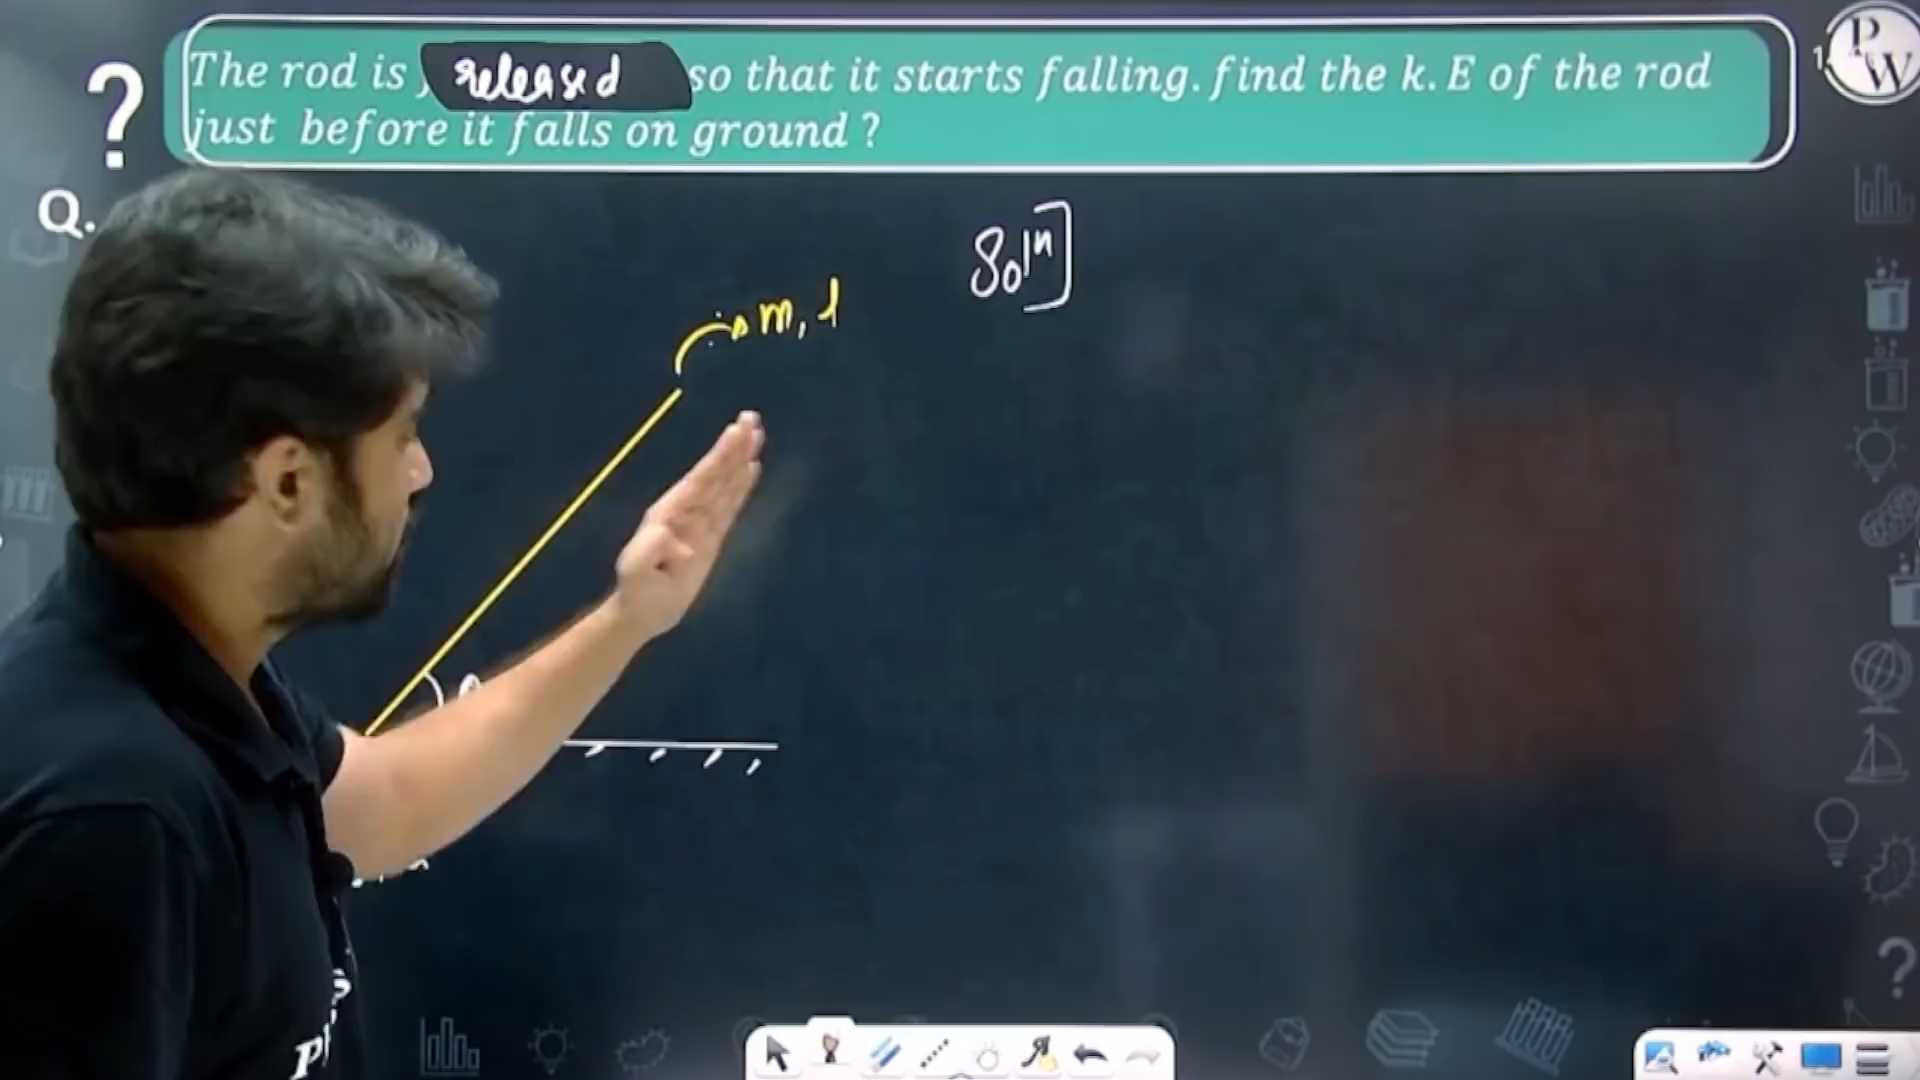 The rod is released so that it starts falling. find the k. E of the rod
just before it falls on ground ?
?
Q.
Solⁿ]
m, l
P
W
?